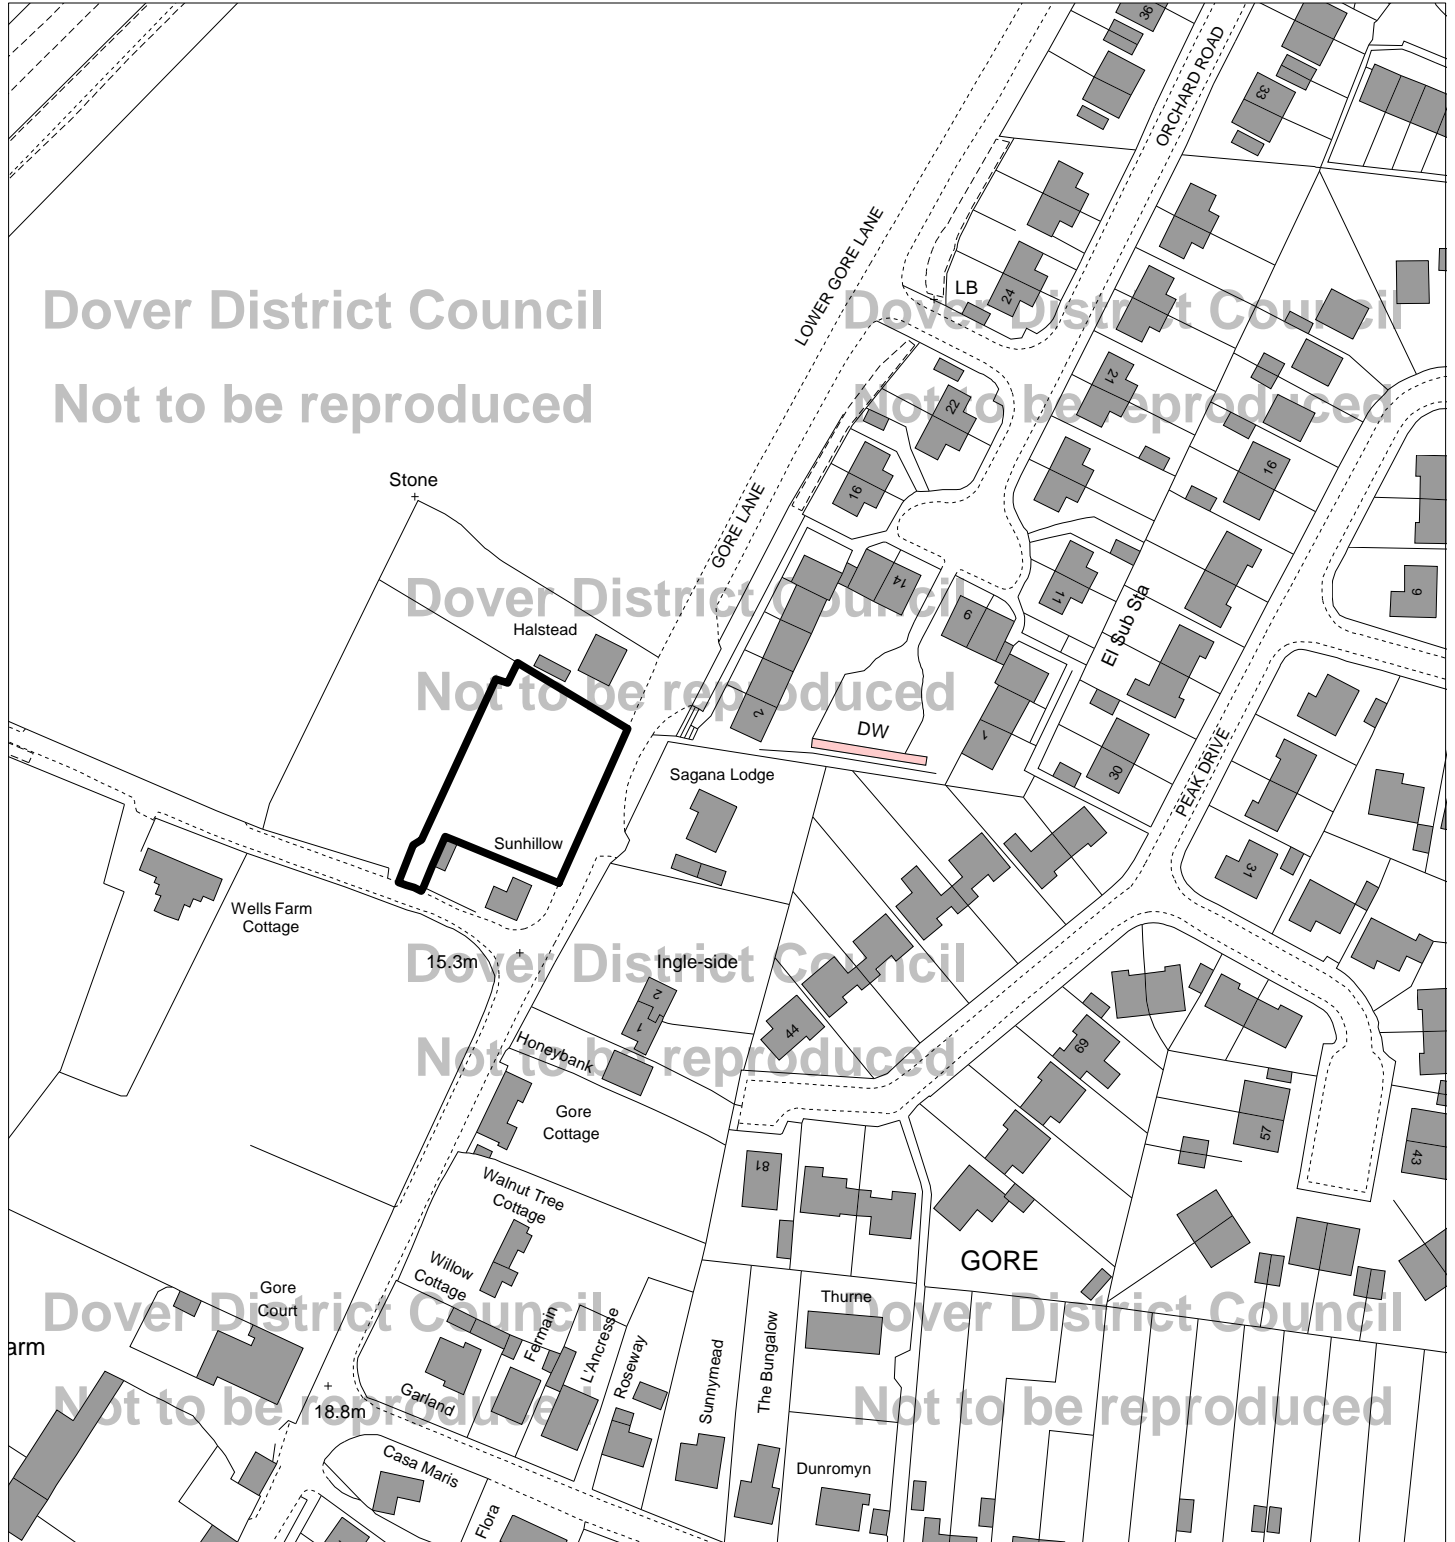 36
ORCHARD ROAD
33
LOWER GORE LANE
LB
24
Dover District Council
Dover District Council
21
Not to be reproduced
Not to be reproduced
22
16
16
Stone
GORE LANE
Dover District Council
14
11
9
9
El Sub Sta
Halstead
Not to be reproduced
2
DW
1
30
PEAK DRIVE
Sagana Lodge
Sunhillow
31
Wells Farm
Cottage
15.3m
Dover District Council
Ingle-side
2
1
44
Honeybank
Not to be reproduced
69
Gore
Cottage
57
43
81
Walnut Tree
Cottage
GORE
Willow
Cottage
Gore
Court
Thurne
Dover District Council
Dover District Council
Fermain
L'Ancresse
Roseway
Sunnymead
The Bungalow
arm
Garland
Not to be reproduced
Not to be reproduced
18.8m
Casa Maris
Dunromyn
Flora